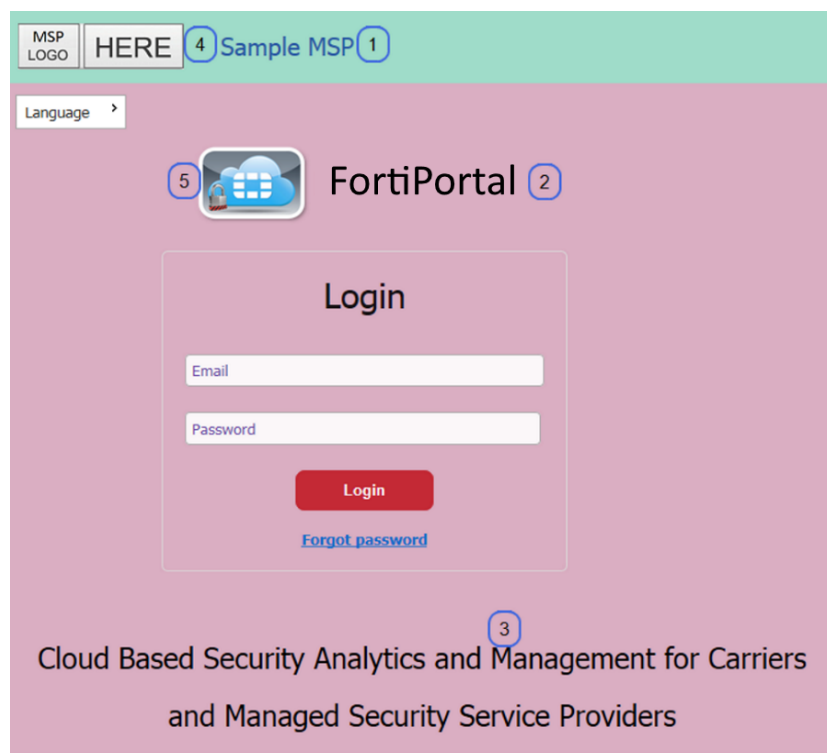 MSP
LOGO
HERE 4 Sample MSP 1
Language
5 FortiPortal 2
Login
Email
Password
Login
Forgot password
3
Cloud Based Security Analytics and Management for Carriers
and Managed Security Service Providers